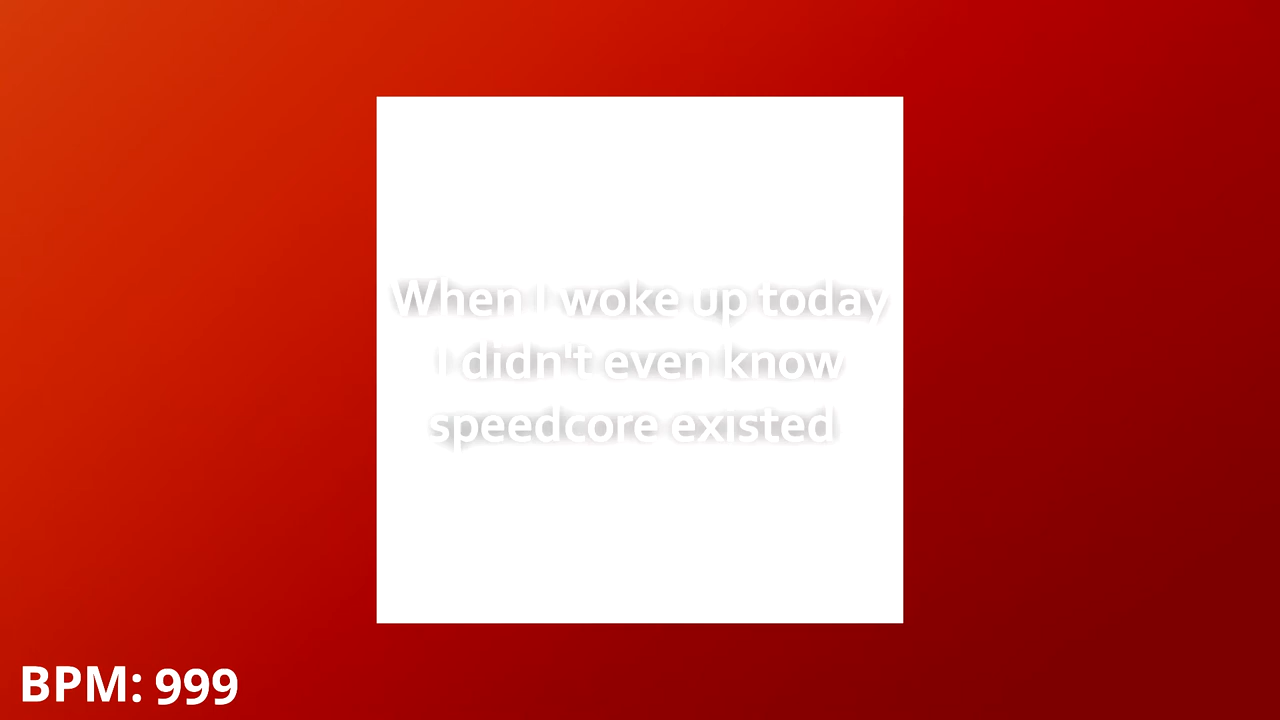 When I woke up today
I didn't even know
speedcore existed
BPM: 999